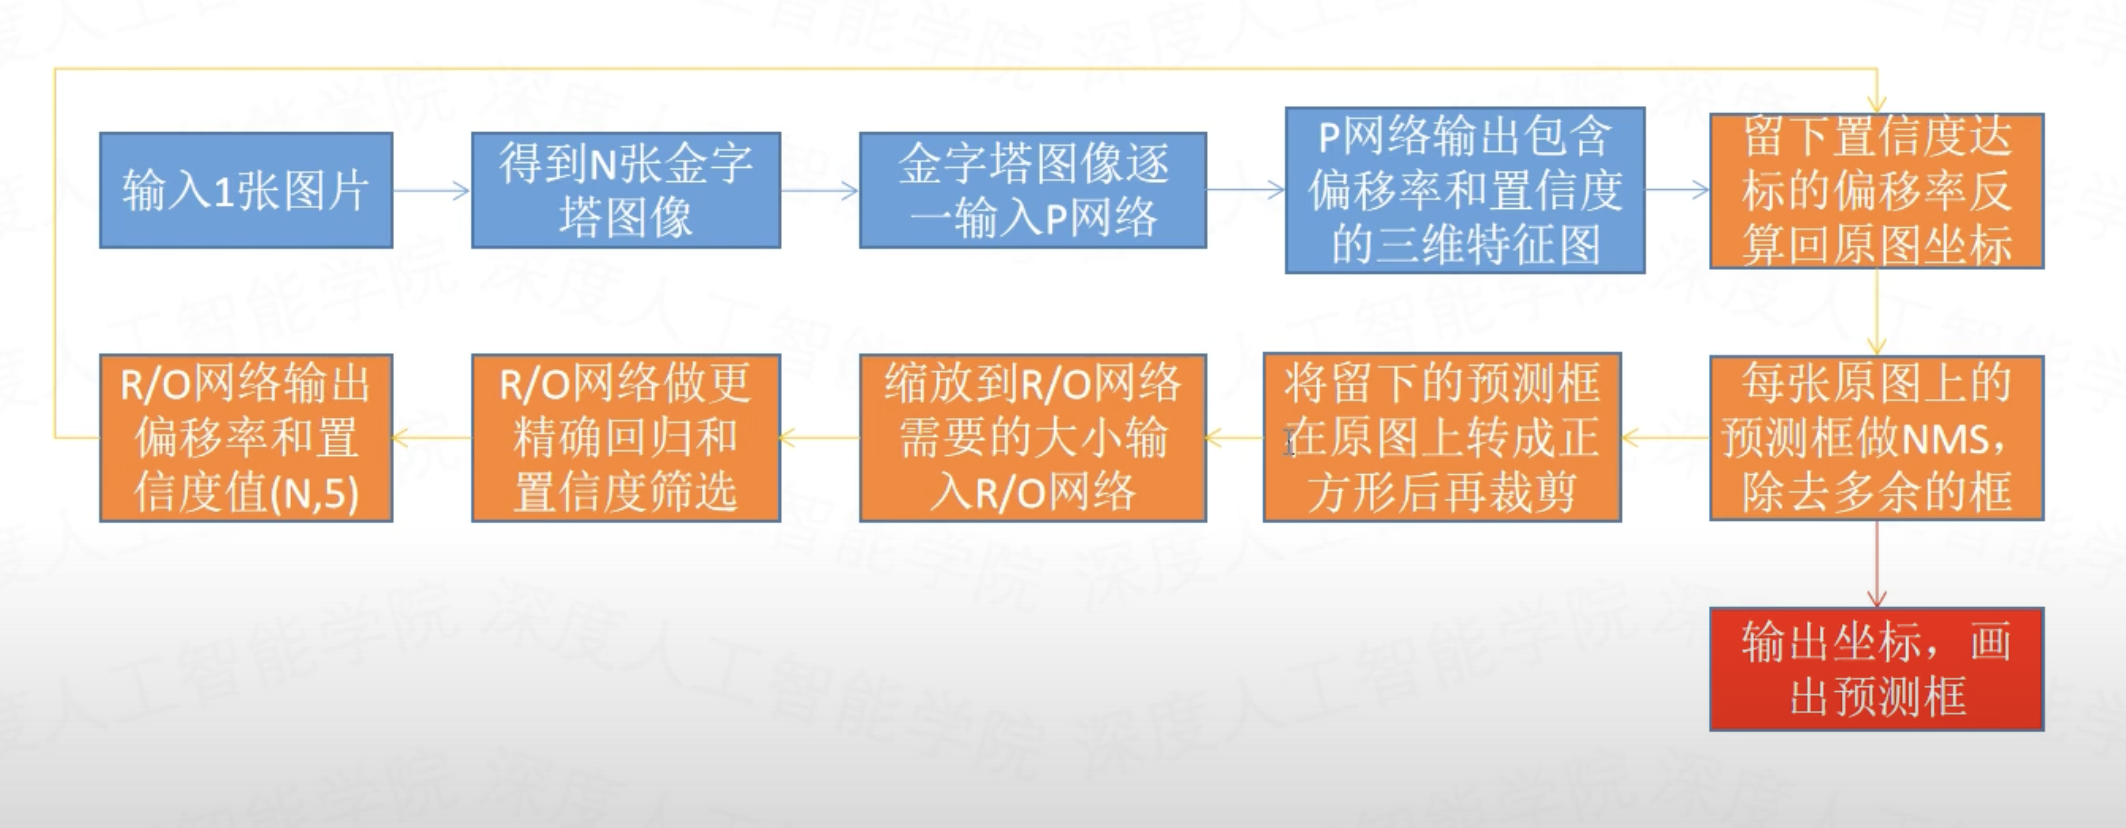 输入1张图片
得到N张金字
塔图像
金字塔图像逐
一输入P网络
P网络输出包含
偏移率和置信度
的三维特征图
留下置信度达
标的偏移率反
算回原图坐标
R/O网络输出
偏移率和置
信度值(N,5)
R/O网络做更
精确回归和
置信度筛选
缩放到R/O网络
需要的大小输
入R/O网络
将留下的预测框
在原图上转成正
方形后再裁剪
每张原图上的
预测框做NMS，
除去多余的框
输出坐标，画
出预测框
深度人工智能学院